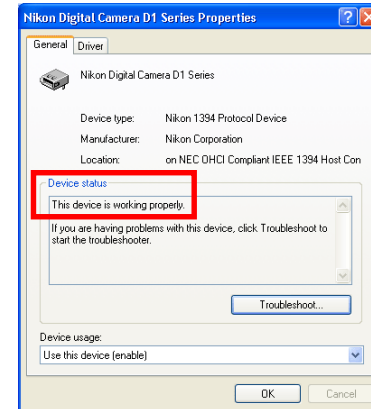 Nikon Digital Camera D1 Series Properties
General Driver
Nikon Digital Camera D1 Series
Device type: Nikon 1394 Protocol Device
Manufacturer: Nikon Corporation
Location: on NEC OHCI Compliant IEEE 1394 Host Con
Device status
This device is working properly.
If you are having problems with this device, click Troubleshoot to
start the troubleshooter.
Troubleshoot...
Device usage:
Use this device (enable)
OK Cancel